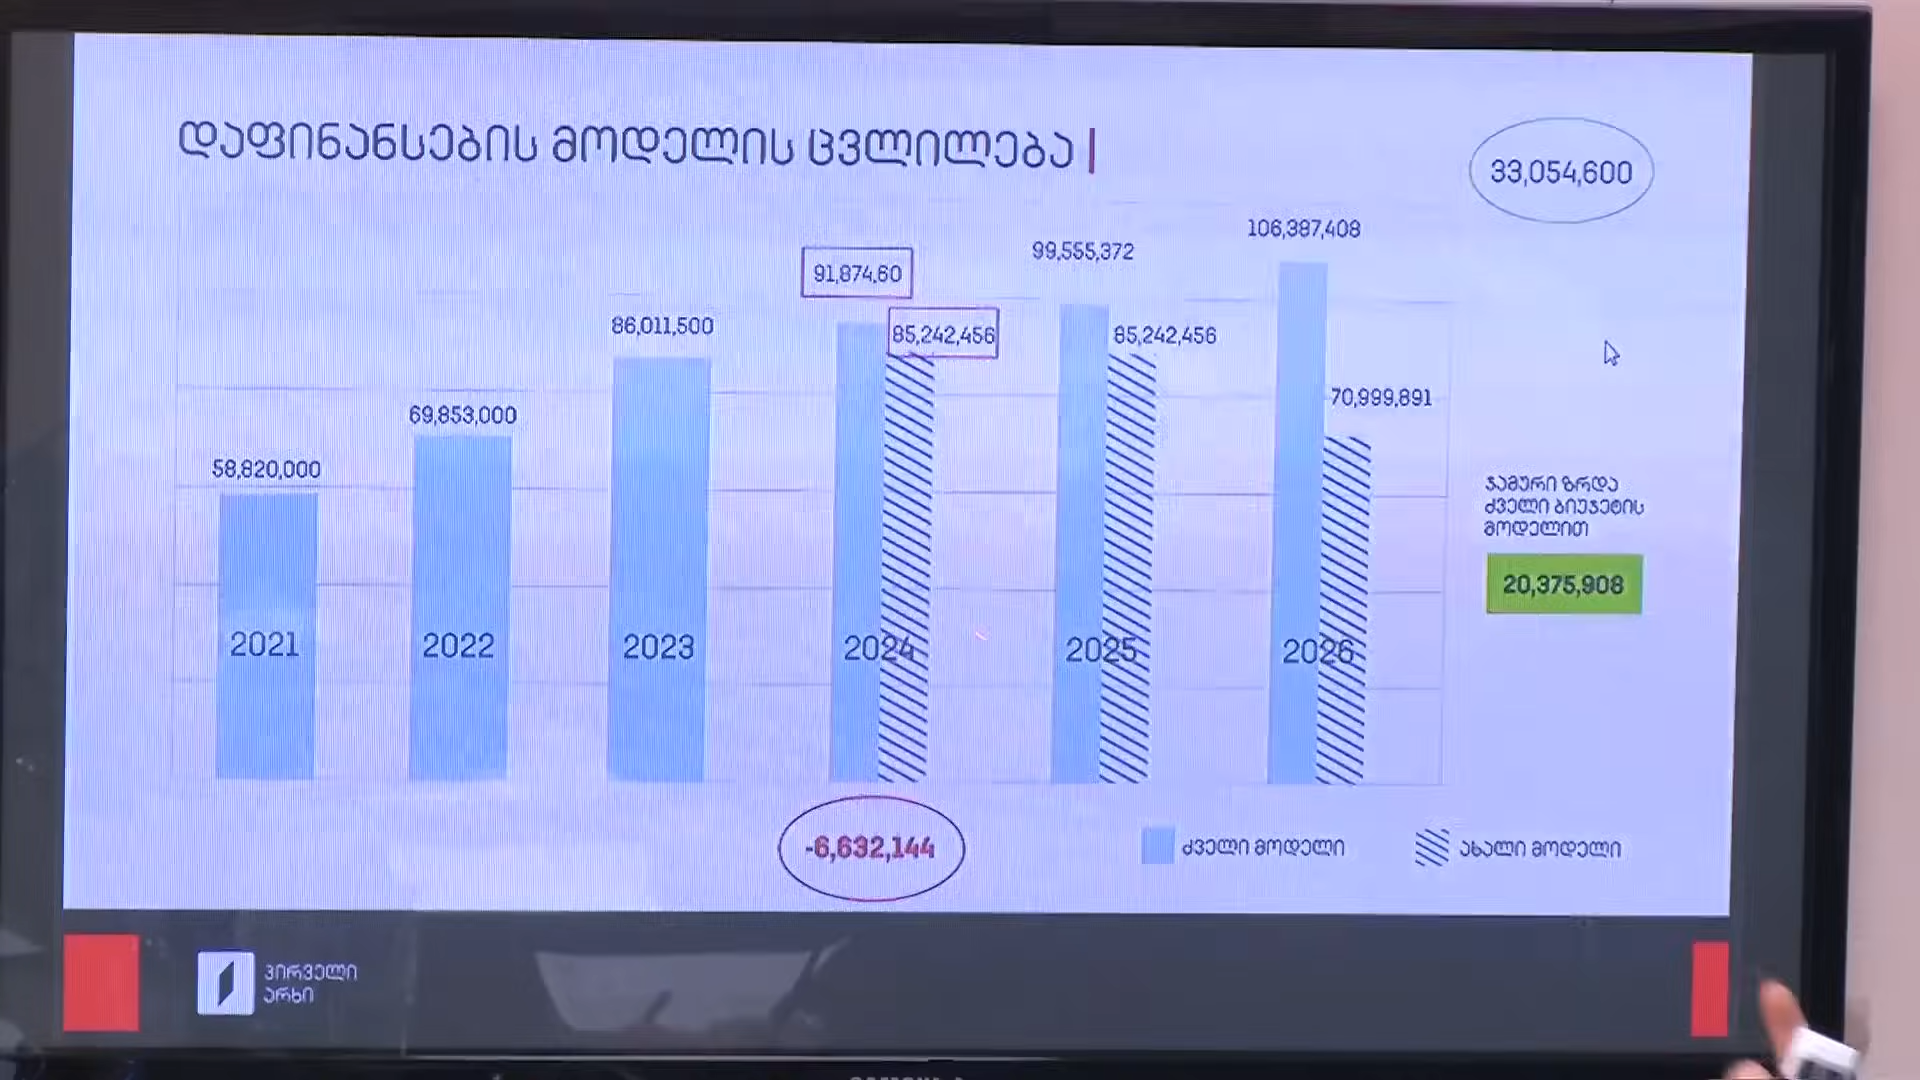 დაფინანსების მოდელის ცვლილება
33,054,600
106,387,408
99,555,372
91,874,60
86,011,500
85,242,456
85,242,456
70,999,891
69,853,000
58,820,000
ჯამური ზრდა
ძველი ბიუჯეტის
მოდელით
20,375,908
2021
2022
2023
2024
2025
2026
-6,632,144
ძველი მოდელი
ახალი მოდელი
პირველი
არხი